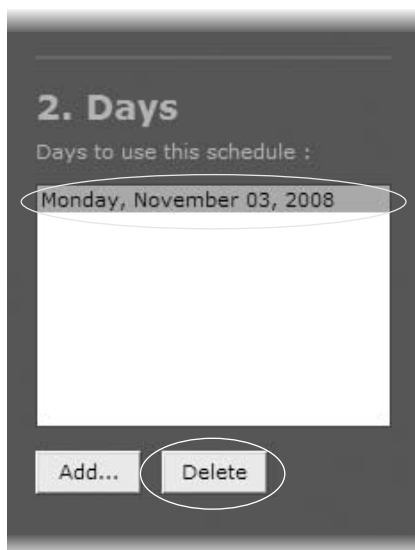 2. Days
Days to use this schedule :
Monday, November 03, 2008
Add... Delete